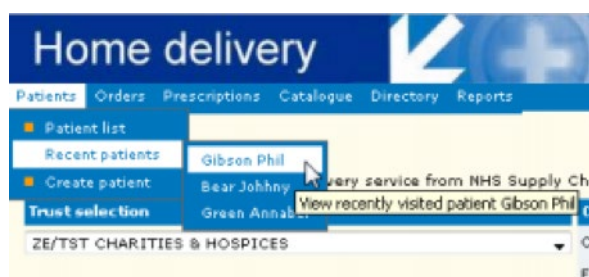 Home delivery
Patients Orders Prescriptions Catalogue Directory Reports
Patient list
Recent patients
Create patient
Gibson Phil
Bear Johhny
Green Annabel
very service from NHS Supply Ch
View recently visited patient Gibson Phil
Trust selection
ZE/TST CHARITIES & HOSPICES